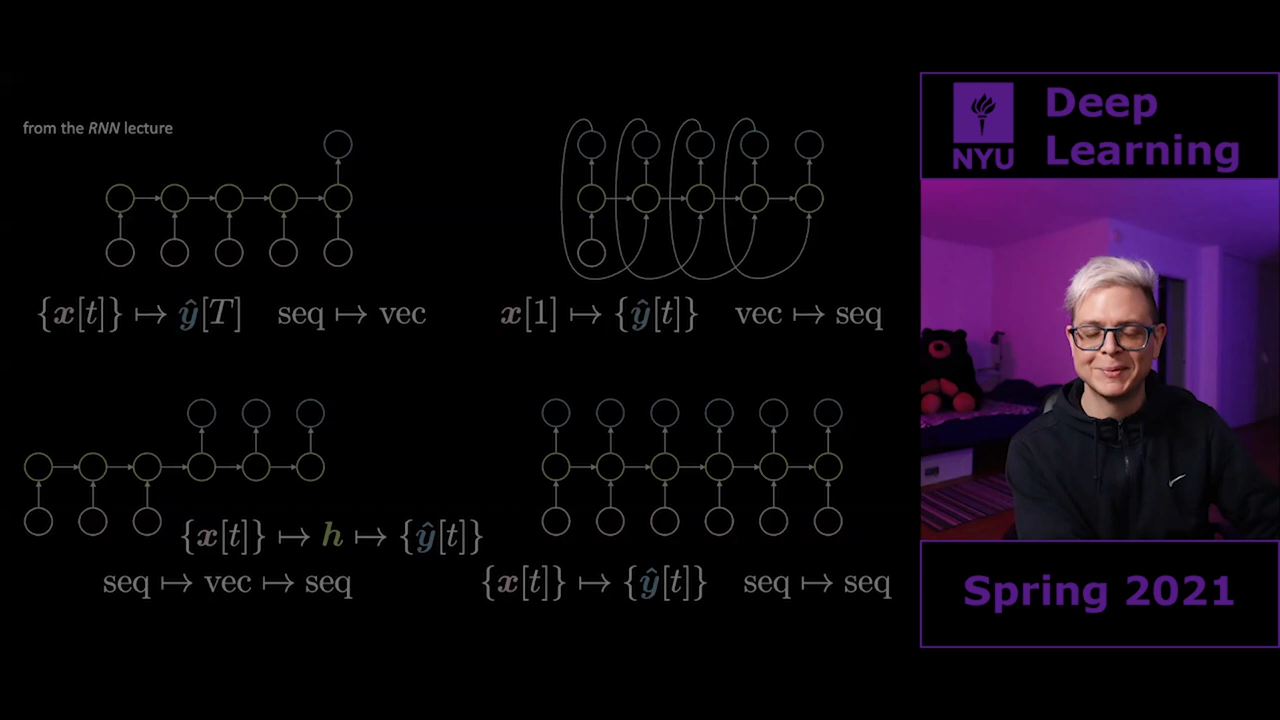 from the RNN lecture
{x[t]} ↦ ŷ[T] seq ↦ vec
x[1] ↦ {ŷ[t]} vec ↦ seq
{x[t]} ↦ h ↦ {ŷ[t]}
seq ↦ vec ↦ seq
{x[t]} ↦ {ŷ[t]} seq ↦ seq
NYU
Deep
Learning
Spring 2021